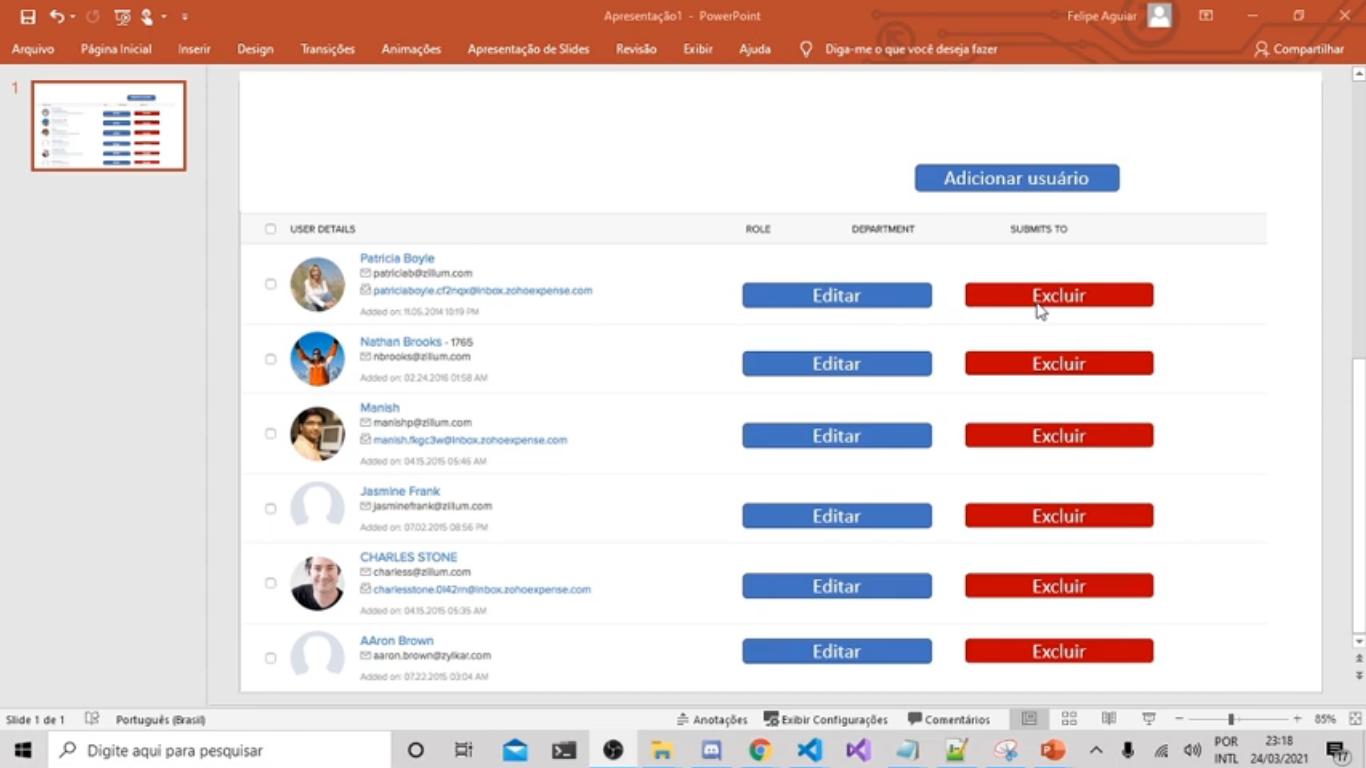 Apresentação1 - PowerPoint
Felipe Aguiar
Arquivo Página Inicial Inserir Design Transições Animações Apresentação de Slides Revisão Exibir Ajuda Diga-me o que você deseja fazer Compartilhar
1
Adicionar usuário
USER DETAILS ROLE DEPARTMENT SUBMITS TO
Patricia Boyle
patriciab@zillum.com
patriciaboyle.cf2nqx@inbox.zohoexpense.com
Added on: 11.05.2014 10:19 PM
Editar Excluir
Nathan Brooks - 1765
nbrooks@zillum.com
Added on: 02.24.2016 01:58 AM
Editar Excluir
Manish
manishp@zillum.com
manish.fkgc3w@inbox.zohoexpense.com
Added on: 04.15.2015 05:46 AM
Editar Excluir
Jasmine Frank
jasminefrank@zillum.com
Added on: 07.02.2015 08:56 PM
Editar Excluir
CHARLES STONE
charless@zillum.com
charlesstone.0l42rn@inbox.zohoexpense.com
Added on: 04.15.2015 05:35 AM
Editar Excluir
AAron Brown
aaron.brown@zylkar.com
Added on: 07.22.2015 03:04 AM
Editar Excluir
Slide 1 de 1 Português (Brasil) Anotações Exibir Configurações Comentários 85%
Digite aqui para pesquisar
POR
INTL
23:18
24/03/2021
17